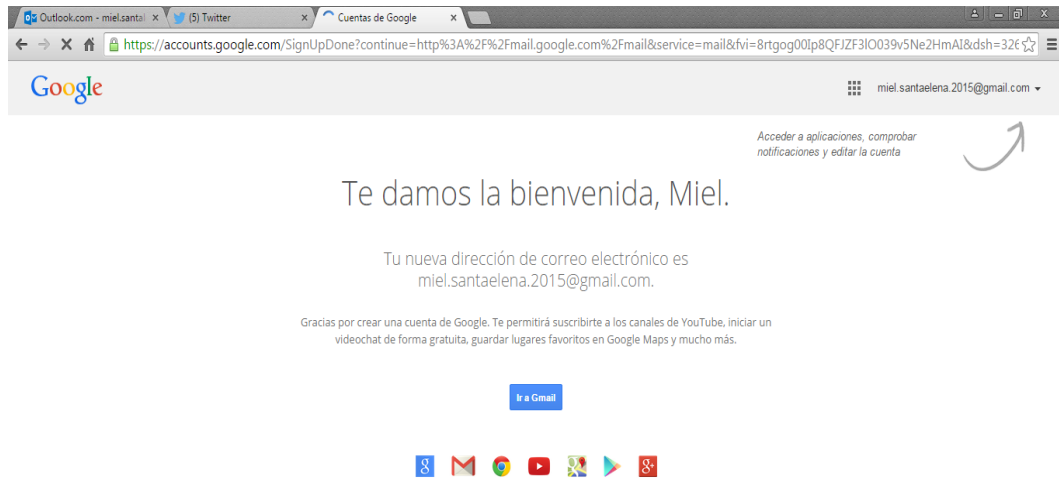 Outlook.com - miel.santal
(5) Twitter
Cuentas de Google
https://accounts.google.com/SignUpDone?continue=http%3A%2F%2Fmail.google.com%2Fmail&service=mail&fvi=8rtgog00Ip8QFJZF3lO039v5Ne2HmAI&dsh=326
Google
miel.santaelena.2015@gmail.com
Acceder a aplicaciones, comprobar
notificaciones y editar la cuenta
Te damos la bienvenida, Miel.
Tu nueva dirección de correo electrónico es
miel.santaelena.2015@gmail.com.
Gracias por crear una cuenta de Google. Te permitirá suscribirte a los canales de YouTube, iniciar un
videochat de forma gratuita, guardar lugares favoritos en Google Maps y mucho más.
Ir a Gmail